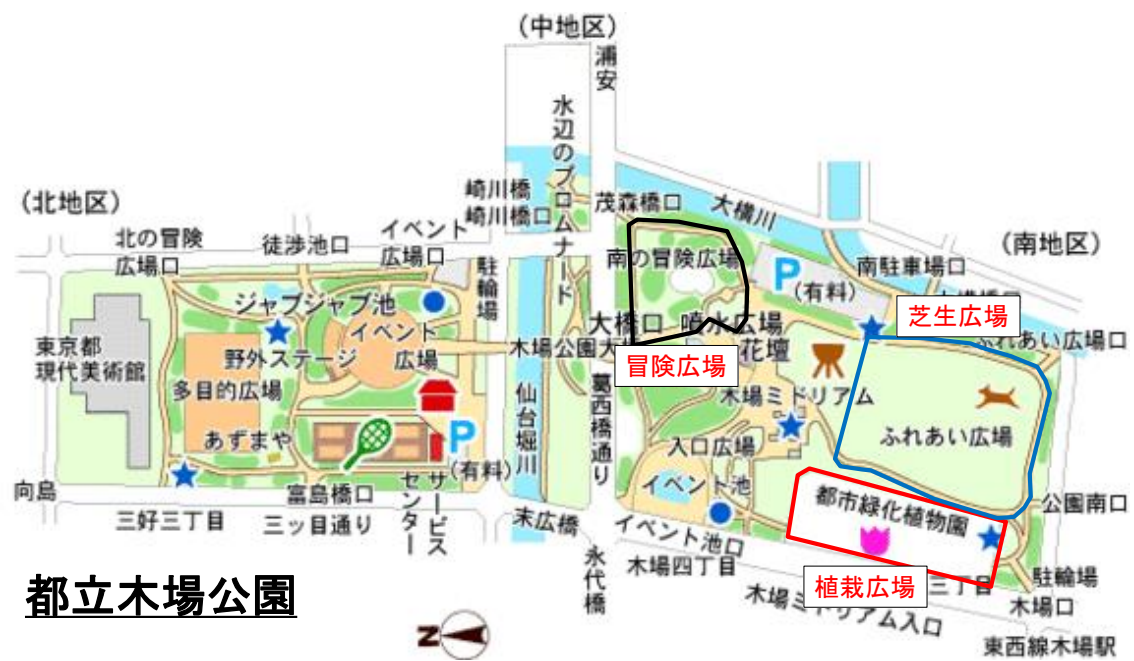 (中地区)
浦安
水辺のプロムナード
崎川橋
崎川橋口
茂森橋口
大横川
(北地区)
(南地区)
北の冒険
広場口
徒渉池口
イベント
広場口
駐輪場
南の冒険広場
P
(有料)
南駐車場口
芝生広場
ふれあい広場口
ジャブジャブ池
イベント
広場
野外ステージ
木場公園大
大橋口
噴水広場
冒険広場
花壇
東京都
現代美術館
多目的広場
木場ミドリアム
あずまや
P
(有料)
仙台堀川
葛西橋通り
入口広場
ふれあい広場
サービス
センター
イベント池
都市緑化植物園
公園南口
向島
富島橋口
三好三丁目
三ッ目通り
末広橋
永代橋
イベント池口
木場四丁目
植栽広場
三丁目
駐輪場
木場口
木場ミドリアム入口
東西線木場駅
都立木場公園
N